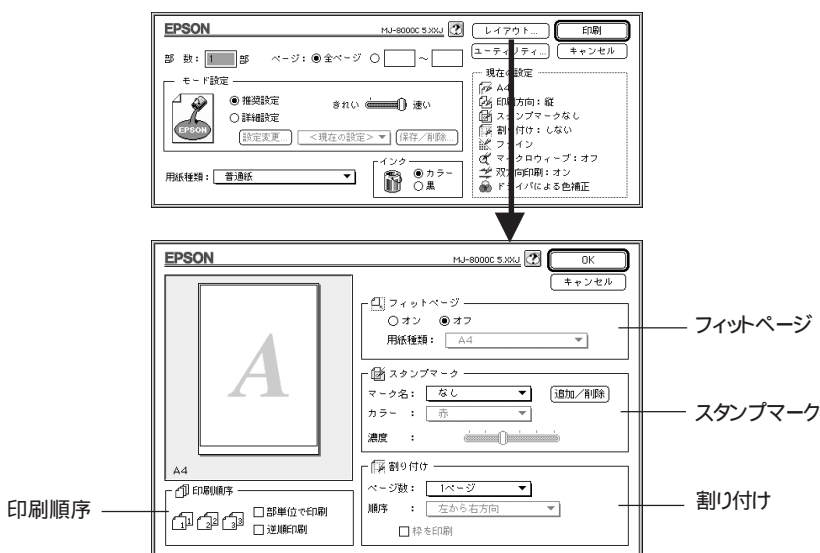 EPSON MJ-8000C 5.XXJ ? レイアウト... 印刷
ユーティリティ... キャンセル
部 数: 1 部 ページ: 全ページ ~
モード設定
推奨設定 きれい 速い
詳細設定
EPSON
設定変更... <現在の設定> 保存/削除...
用紙種類: 普通紙
インク
カラー
黒
現在の設定
A4
印刷方向:縦
スタンプマークなし
割り付け:しない
ファイン
マイクロウィーブ:オフ
双方向印刷:オン
ドライバによる色補正
EPSON MJ-8000C 5.XXJ ? OK
キャンセル
A
A4
フィットページ
オン オフ
用紙種類: A4
スタンプマーク
マーク名: なし 追加/削除
カラー : 赤
濃度 :
割り付け
ページ数: 1ページ
順序 : 左から右方向
枠を印刷
印刷順序
1 1 2 2 3 3
部単位で印刷
逆順印刷
フィットページ
スタンプマーク
割り付け
印刷順序